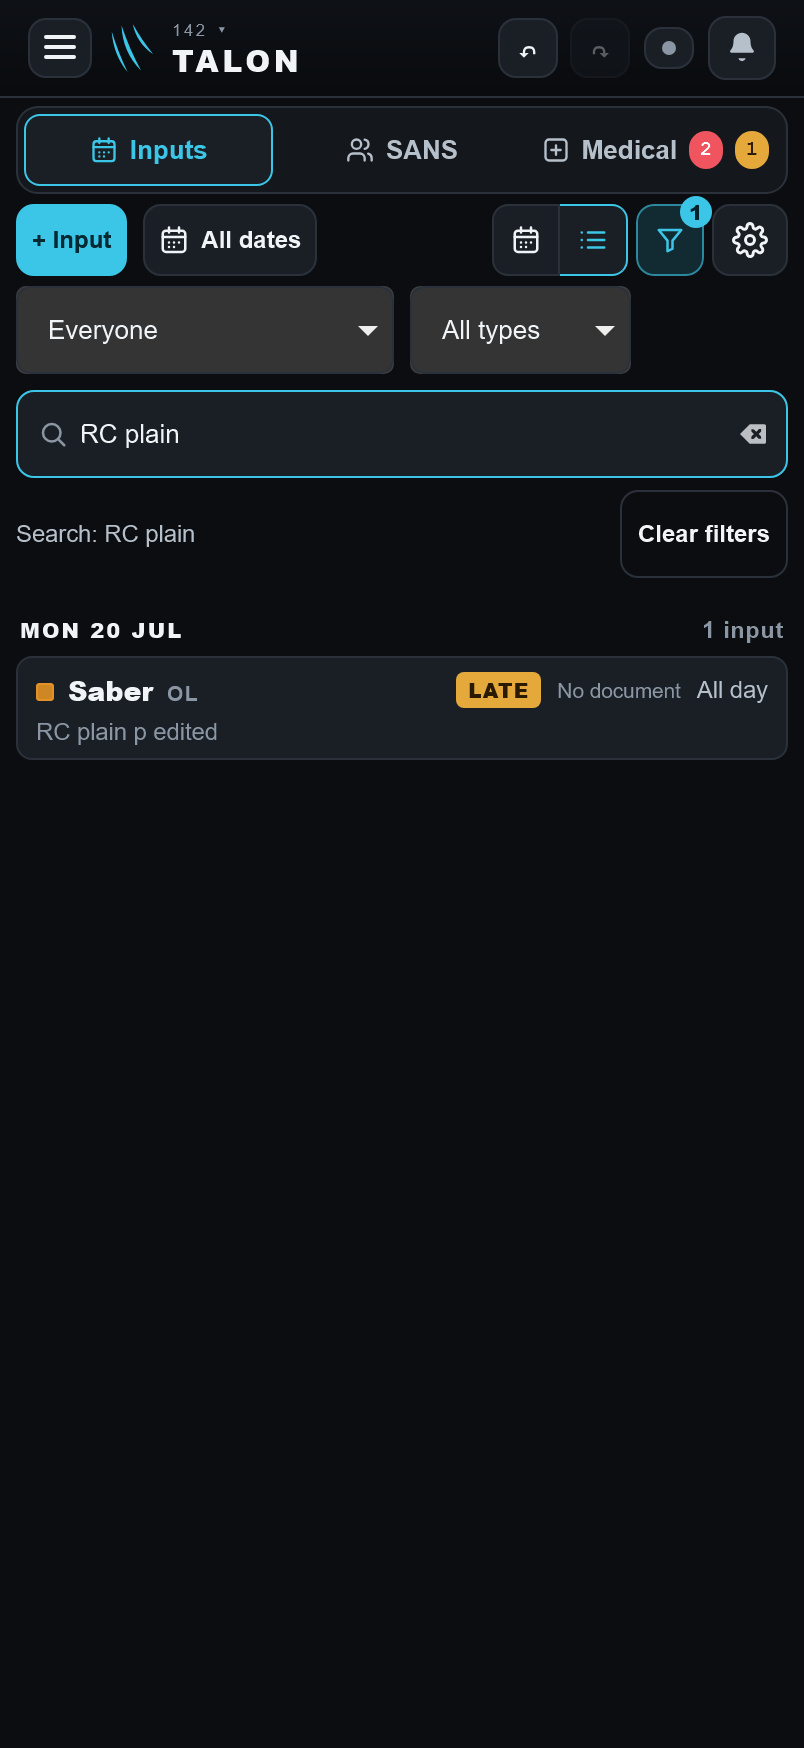 142 ▾
TALON
Inputs
SANS
Medical 2 1
+ Input
All dates
1
Everyone
All types
RC plain
Search: RC plain
Clear filters
MON 20 JUL
1 input
Saber OL LATE No document All day
RC plain p edited